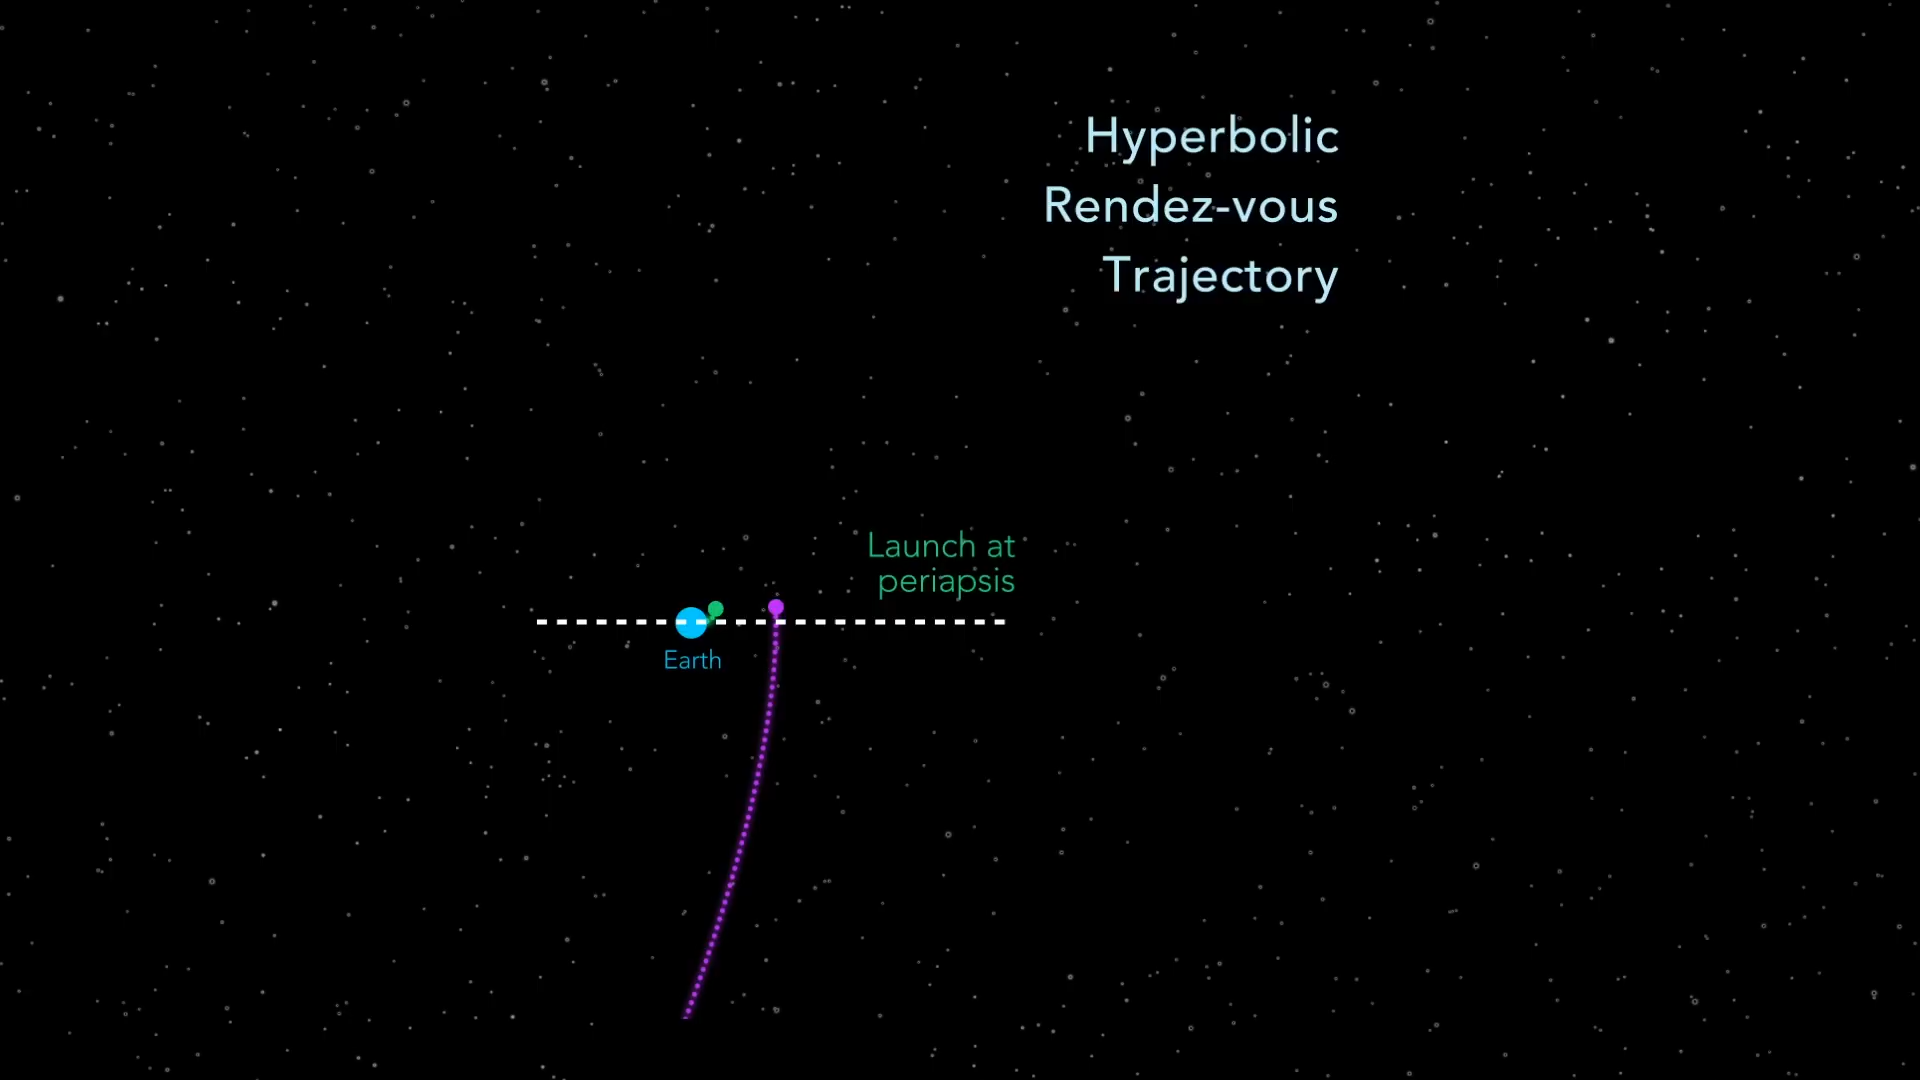 Hyperbolic
Rendez-vous
Trajectory
Launch at
periapsis
Earth